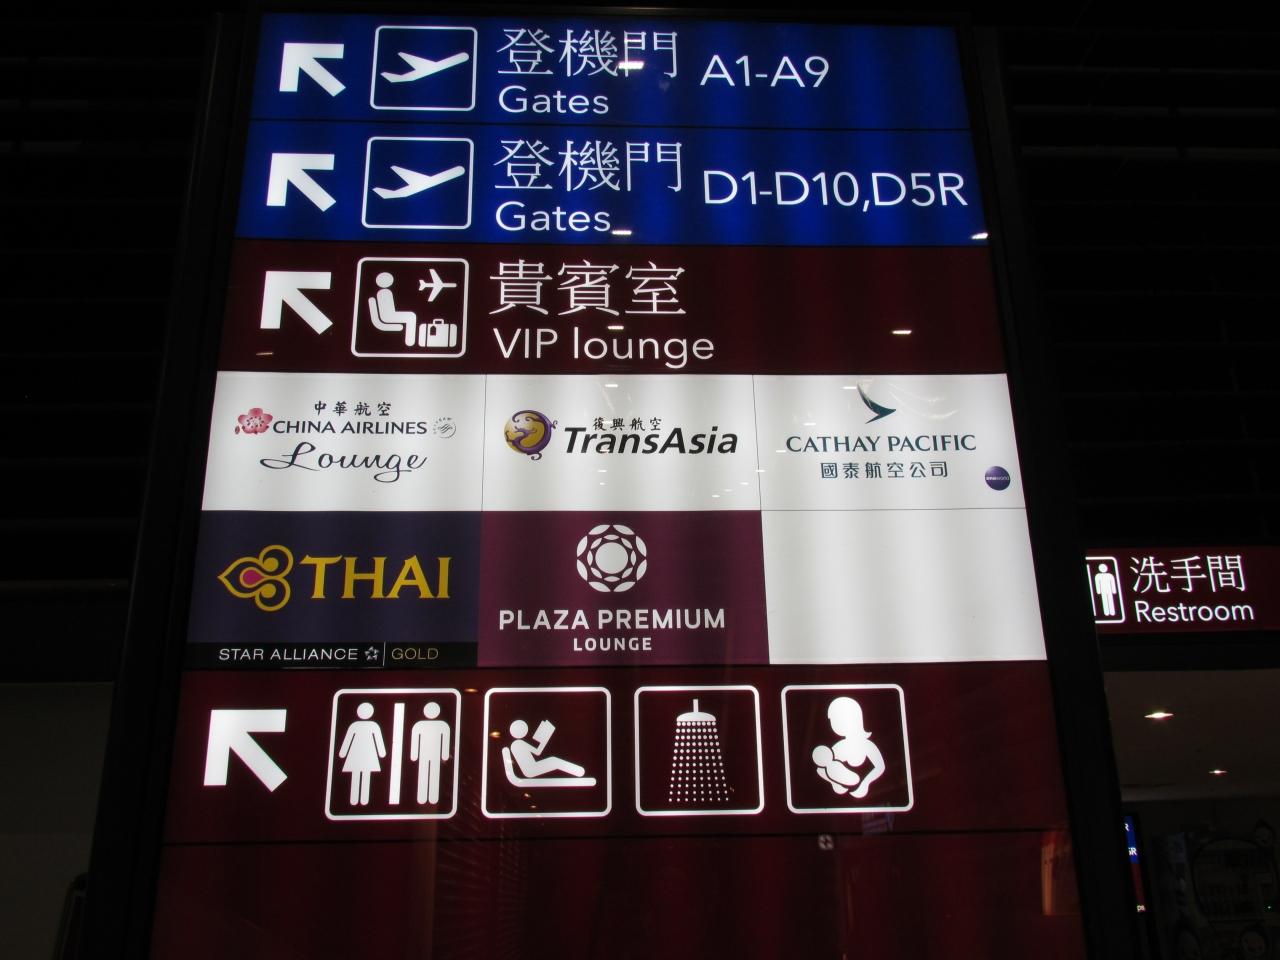 登機門 A1-A9
Gates
登機門 D1-D10,D5R
Gates
貴賓室
VIP lounge
中華航空
CHINA AIRLINES
Lounge
復興航空
TransAsia
CATHAY PACIFIC
國泰航空公司
oneworld
THAI
STAR ALLIANCE GOLD
PLAZA PREMIUM
LOUNGE
洗手間
Restroom